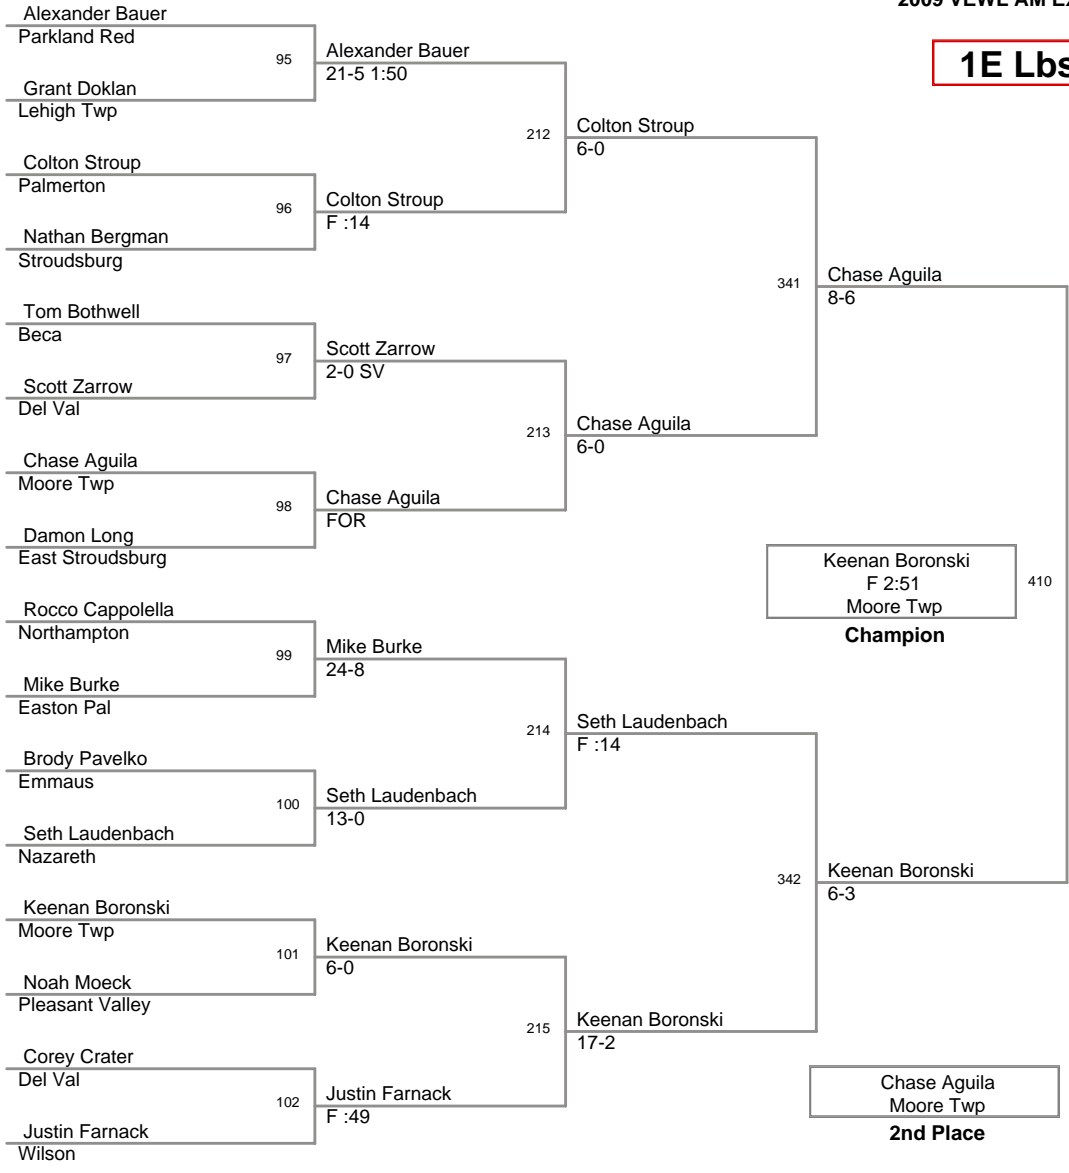 2009 VEWL AM
1E Lbs
Alexander Bauer
Parkland Red
95
Grant Doklan
Lehigh Twp
Alexander Bauer
21-5 1:50
Colton Stroup
Palmerton
96
Nathan Bergman
Stroudsburg
Colton Stroup
F :14
212
Colton Stroup
6-0
Tom Bothwell
Beca
97
Scott Zarrow
Del Val
Scott Zarrow
2-0 SV
Chase Aguila
Moore Twp
98
Damon Long
East Stroudsburg
Chase Aguila
FOR
213
Chase Aguila
6-0
341
Chase Aguila
8-6
Keenan Boronski
F 2:51
Moore Twp
Champion
410
Rocco Cappolella
Northampton
99
Mike Burke
Easton Pal
Mike Burke
24-8
Brody Pavelko
Emmaus
100
Seth Laudenbach
Nazareth
Seth Laudenbach
13-0
214
Seth Laudenbach
F :14
Keenan Boronski
Moore Twp
101
Noah Moeck
Pleasant Valley
Keenan Boronski
6-0
Corey Crater
Del Val
102
Justin Farnack
Wilson
Justin Farnack
F :49
215
Keenan Boronski
17-2
342
Keenan Boronski
6-3
Chase Aguila
Moore Twp
2nd Place